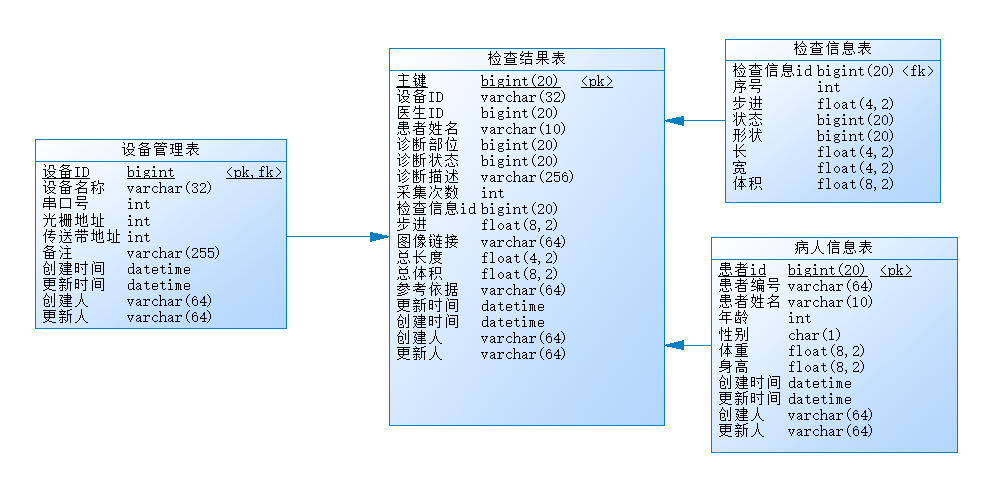 设备管理表
设备ID bigint <pk,fk>
设备名称 varchar(32)
串口号 int
光栅地址 int
传送带地址 int
备注 varchar(255)
创建时间 datetime
更新时间 datetime
创建人 varchar(64)
更新人 varchar(64)
检查结果表
主键 bigint(20) <pk>
设备ID varchar(32)
医生ID bigint(20)
患者姓名 varchar(10)
诊断部位 bigint(20)
诊断状态 bigint(20)
诊断描述 varchar(256)
采集次数 int
检查信息id bigint(20)
步进 float(8,2)
图像链接 varchar(64)
总长度 float(4,2)
总体积 float(8,2)
参考依据 varchar(64)
更新时间 datetime
创建时间 datetime
创建人 varchar(64)
更新人 varchar(64)
检查信息表
检查信息id bigint(20) <fk>
序号 int
步进 float(4,2)
状态 bigint(20)
形状 bigint(20)
长 float(4,2)
宽 float(4,2)
体积 float(8,2)
病人信息表
患者id bigint(20) <pk>
患者编号 varchar(64)
患者姓名 varchar(10)
年龄 int
性别 char(1)
体重 float(8,2)
身高 float(8,2)
创建时间 datetime
更新时间 datetime
创建人 varchar(64)
更新人 varchar(64)